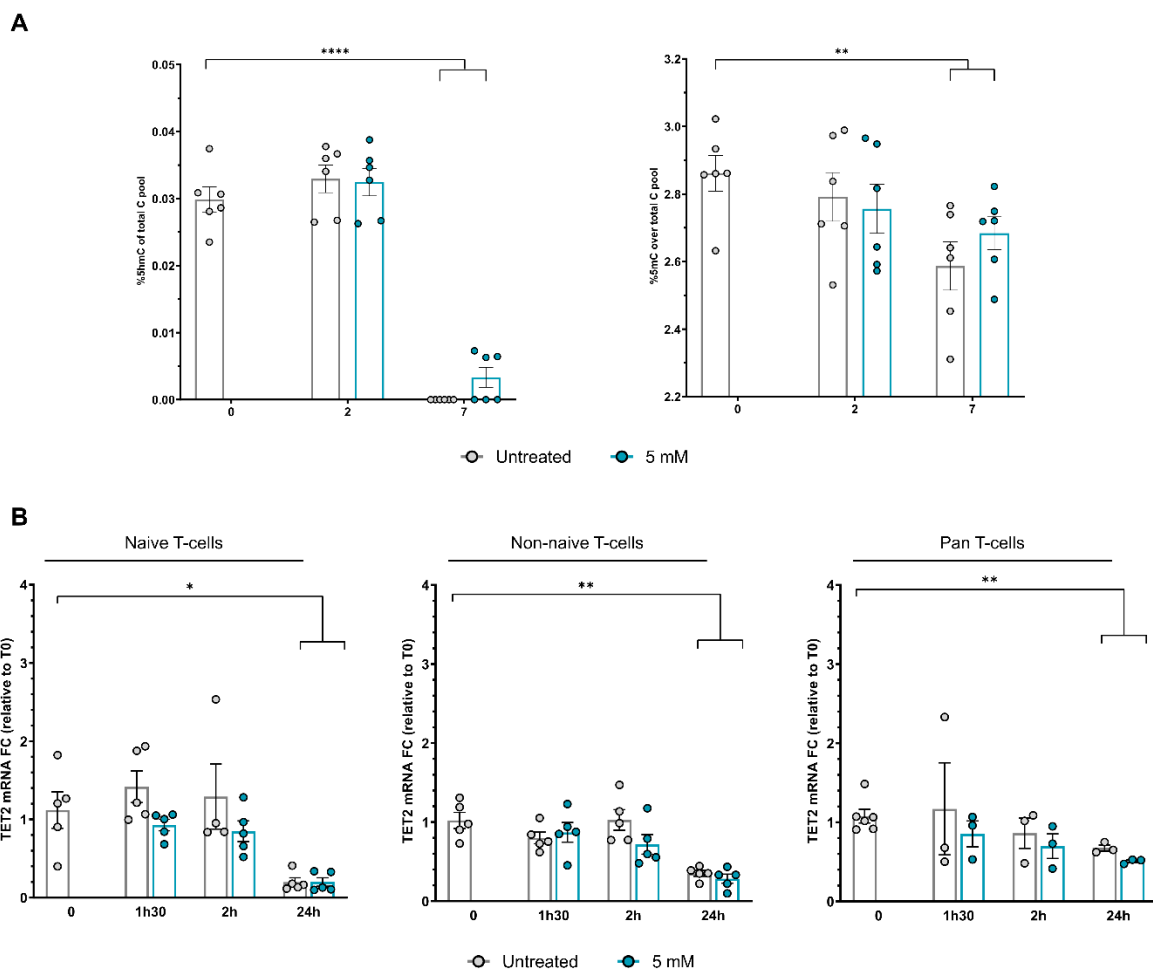 A
****
%5hmC of total C pool
0.05
0.04
0.03
0.02
0.01
0.00
0 2 7
**
%5mC over total C pool
3.2
3.0
2.8
2.6
2.4
2.2
0 2 7
Untreated 5 mM
B
Naive T-cells
*
TET2 mRNA FC (relative to T0)
4
3
2
1
0
0 1h30 2h 24h
Non-naive T-cells
**
TET2 mRNA FC (relative to T0)
4
3
2
1
0
0 1h30 2h 24h
Pan T-cells
**
TET2 mRNA FC (relative to T0)
4
3
2
1
0
0 1h30 2h 24h
Untreated 5 mM